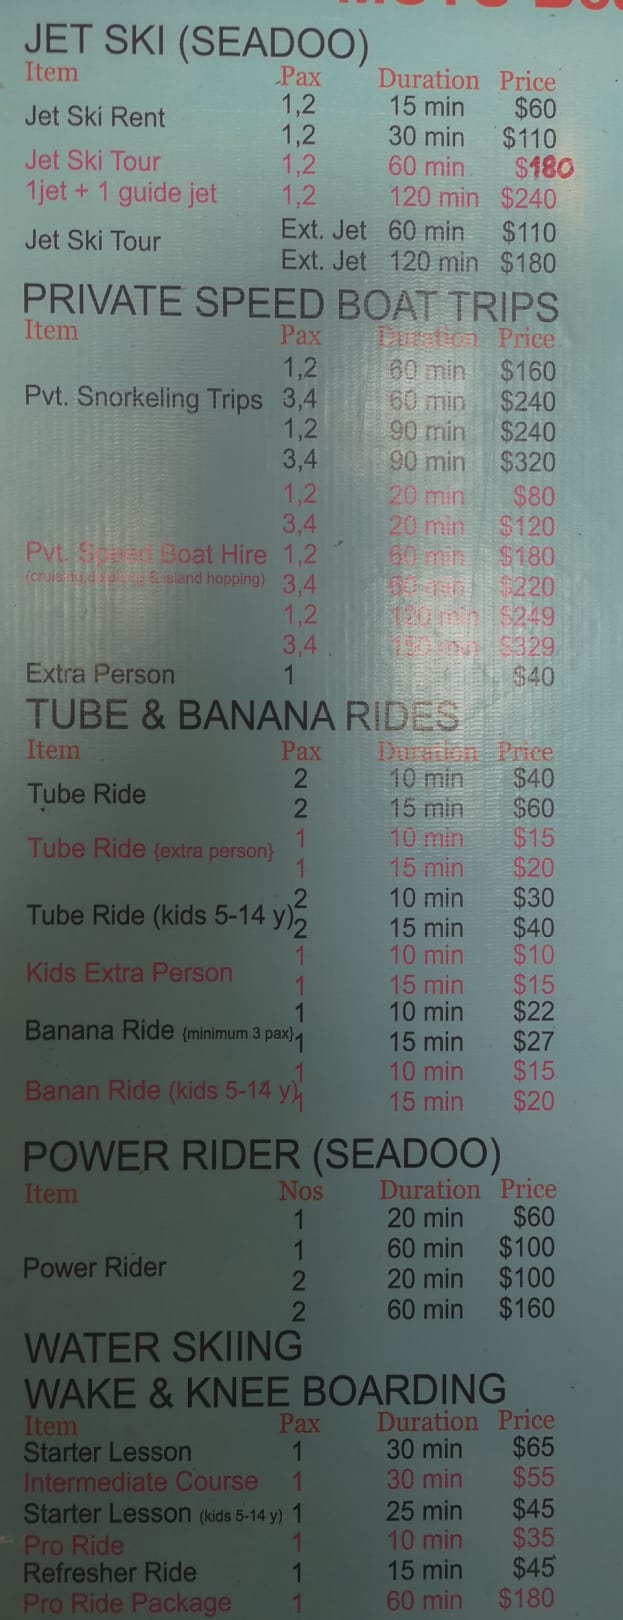 JET SKI (SEADOO)
Item Pax Duration Price
Jet Ski Rent 1,2 15 min $60
1,2 30 min $110
Jet Ski Tour 1,2 60 min $180
1jet + 1 guide jet 1,2 120 min $240
Jet Ski Tour Ext. Jet 60 min $110
Ext. Jet 120 min $180
PRIVATE SPEED BOAT TRIPS
Item Pax Duration Price
1,2 60 min $160
Pvt. Snorkeling Trips 3,4 60 min $240
1,2 90 min $240
3,4 90 min $320
1,2 20 min $80
3,4 20 min $120
Pvt. Speed Boat Hire 1,2 60 min $180
(cruising & island hopping) 3,4 60 min $220
1,2 120 min $249
3,4 min $329
Extra Person 1 $40
TUBE & BANANA RIDES
Item Pax Duration Price
Tube Ride 2 10 min $40
2 15 min $60
Tube Ride {extra person} 1 10 min $15
1 15 min $20
Tube Ride (kids 5-14 y) 2 10 min $30
2 15 min $40
Kids Extra Person 1 10 min $10
1 15 min $15
Banana Ride {minimum 3 pax} 1 10 min $22
1 15 min $27
Banan Ride (kids 5-14 y) 1 10 min $15
1 15 min $20
POWER RIDER (SEADOO)
Item Nos Duration Price
1 20 min $60
Power Rider 1 60 min $100
2 20 min $100
2 60 min $160
WATER SKIING
WAKE & KNEE BOARDING
Item Pax Duration Price
Starter Lesson 1 30 min $65
Intermediate Course 1 30 min $55
Starter Lesson (kids 5-14 y) 1 25 min $45
Pro Ride 1 10 min $35
Refresher Ride 1 15 min $45
Pro Ride Package 1 60 min $180